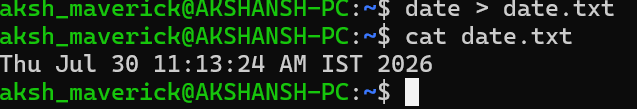 aksh_maverick@AKSHANSH-PC:~$ date > date.txt
aksh_maverick@AKSHANSH-PC:~$ cat date.txt
Thu Jul 30 11:13:24 AM IST 2026
aksh_maverick@AKSHANSH-PC:~$